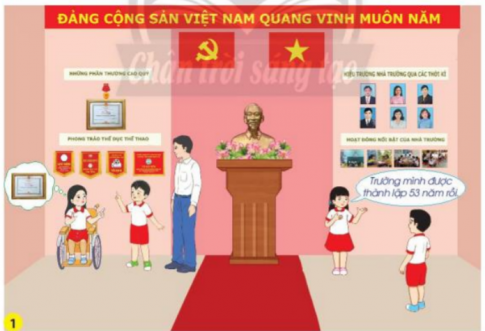 ĐẢNG CỘNG SẢN VIỆT NAM QUANG VINH MUÔN NĂM
Chân trời sáng tạo
NHỮNG PHẦN THƯỞNG CAO QUÝ
HIỆU TRƯỞNG NHÀ TRƯỜNG QUA CÁC THỜI KÌ
PHONG TRÀO THỂ DỤC THỂ THAO
HOẠT ĐỘNG NỔI BẬT CỦA NHÀ TRƯỜNG
Trường mình được
thành lập 53 năm rồi.
1